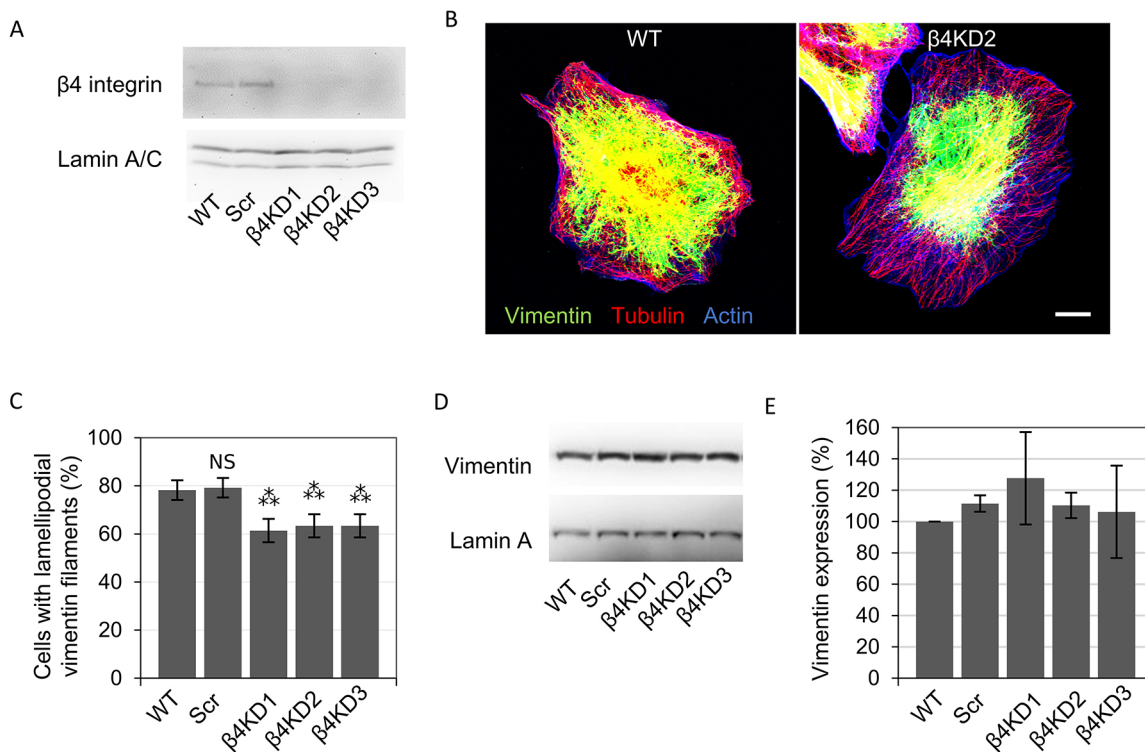 A
β4 integrin
Lamin A/C
WT
Scr
β4KD1
β4KD2
β4KD3
B
WT
β4KD2
Vimentin Tubulin Actin
C
Cells with lamellipodial
vimentin filaments (%)
100
80
60
80
20
0
NS
⁂
⁂
⁂
WT
Scr
β4KD1
β4KD2
β4KD3
D
Vimentin
Lamin A
WT
Scr
β4KD1
β4KD2
β4KD3
E
Vimentin expression (%)
160
140
120
100
80
60
40
20
0
WT
Scr
β4KD1
β4KD2
β4KD3